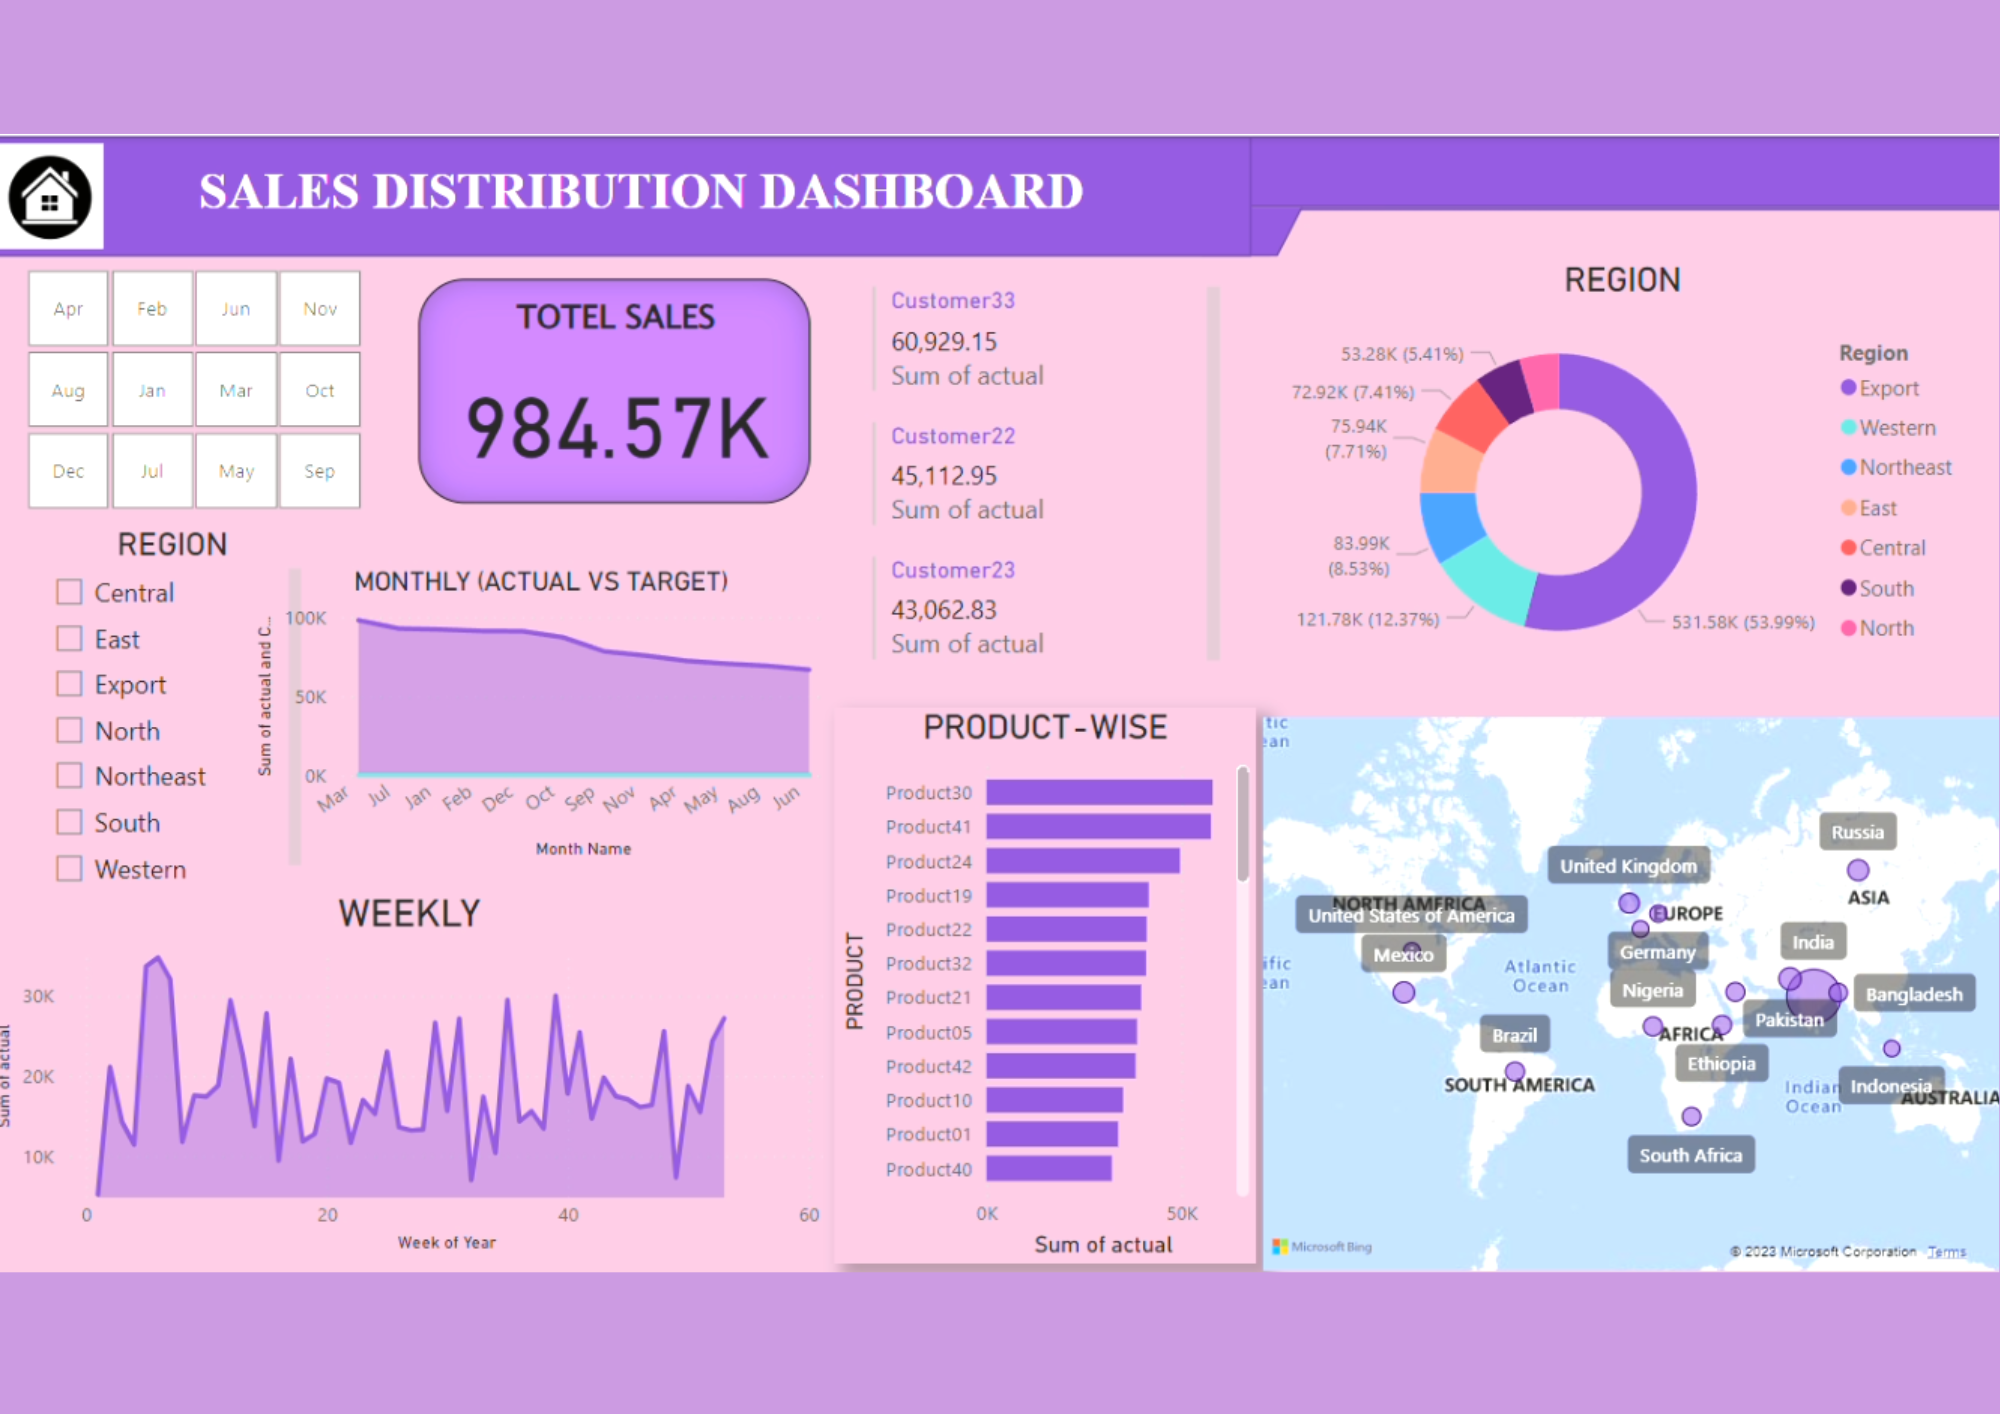 SALES DISTRIBUTION DASHBOARD
Apr Feb Jun Nov
Aug Jan Mar Oct
Dec Jul May Sep
TOTEL SALES
984.57K
Customer33
60,929.15
Sum of actual
Customer22
45,112.95
Sum of actual
Customer23
43,062.83
Sum of actual
REGION
53.28K (5.41%)
72.92K (7.41%)
75.94K
(7.71%)
83.99K
(8.53%)
121.78K (12.37%)
531.58K (53.99%)
Region
Export
Western
Northeast
East
Central
South
North
REGION
Central
East
Export
North
Northeast
South
Western
MONTHLY (ACTUAL VS TARGET)
Sum of actual and C...
100K
50K
0K
Mar Jul Jan Feb Dec Oct Sep Nov Apr May Aug Jun
Month Name
WEEKLY
Sum of actual
30K
20K
10K
0 20 40 60
Week of Year
PRODUCT-WISE
PRODUCT
Product30
Product41
Product24
Product19
Product22
Product32
Product21
Product05
Product42
Product10
Product01
Product40
0K 50K
Sum of actual
tic
ean
Russia
United Kingdom
ASIA
NORTH AMERICA
United States of America
EUROPE
India
Mexico
Germany
ific
ean
Atlantic
Ocean
Nigeria
Bangladesh
Pakistan
Brazil
AFRICA
Ethiopia
SOUTH AMERICA
Indian
Ocean
Indonesia
AUSTRALIA
South Africa
Microsoft Bing
© 2023 Microsoft Corporation Terms